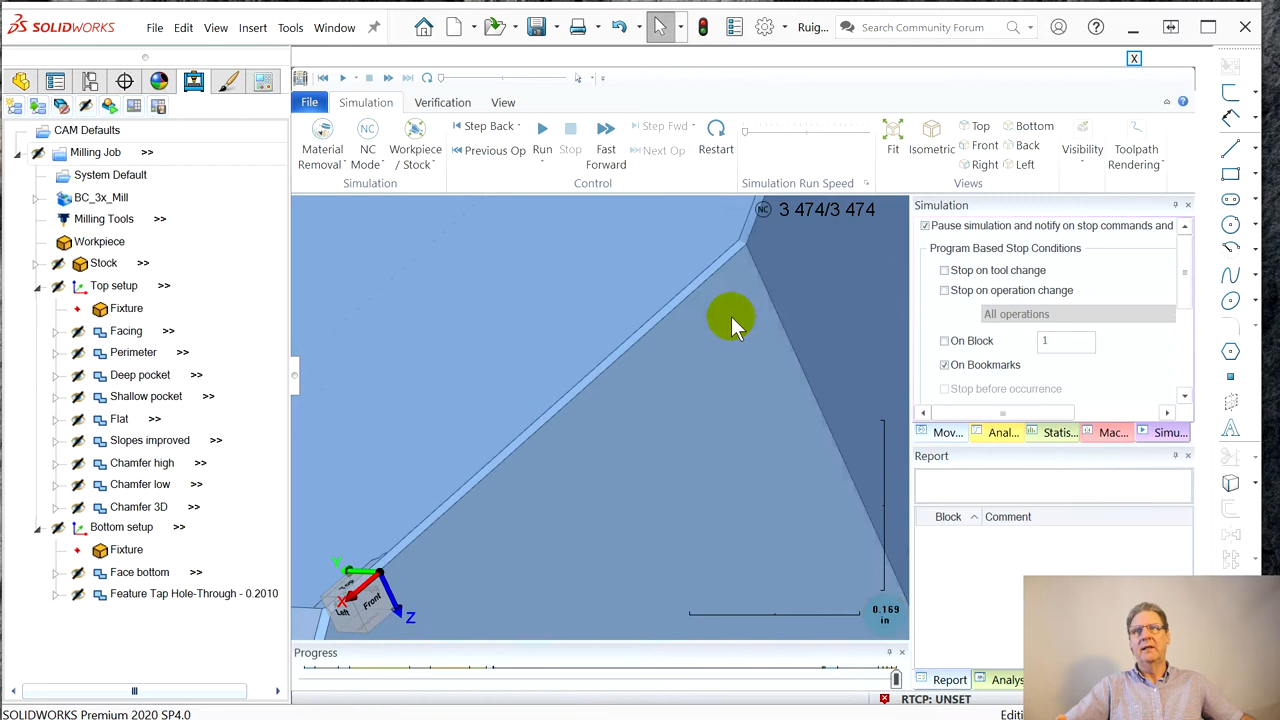 SOLIDWORKS File Edit View Insert Tools Window Ruig... Search Community Forum
X
File Simulation Verification View
Material Removal NC Mode Workpiece / Stock Simulation
Step Back Previous Op Run Stop Fast Forward Step Fwd Next Op Restart Control
Simulation Run Speed
Fit Isometric Top Front Right Bottom Back Left Views
Visibility Toolpath Rendering
CAM Defaults
Milling Job >>
System Default
BC_3x_Mill
Milling Tools >>
Workpiece
Stock >>
Top setup >>
Fixture
Facing >>
Perimeter >>
Deep pocket >>
Shallow pocket >>
Flat >>
Slopes improved >>
Chamfer high >>
Chamfer low >>
Chamfer 3D >>
Bottom setup >>
Fixture
Face bottom >>
Feature Tap Hole-Through - 0.2010
NC 3 474/3 474
Y
X
Z
Left Front
0.169
in
Simulation
Pause simulation and notify on stop commands and
Program Based Stop Conditions
Stop on tool change
Stop on operation change
All operations
On Block 1
On Bookmarks
Stop before occurrence
Mov... Anal... Statis... Mac... Simu...
Report
Block Comment
Progress
Report Analys
RTCP: UNSET
SOLIDWORKS Premium 2020 SP4.0
Editi